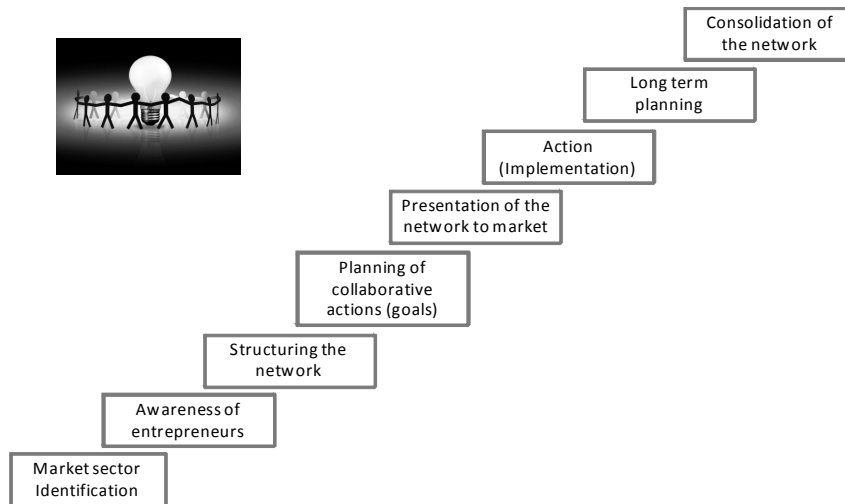 Consolidation of
the network
Long term
planning
Action
(Implementation)
Presentation of the
network to market
Planning of
collaborative
actions (goals)
Structuring the
network
Awareness of
entrepreneurs
Market sector
Identification